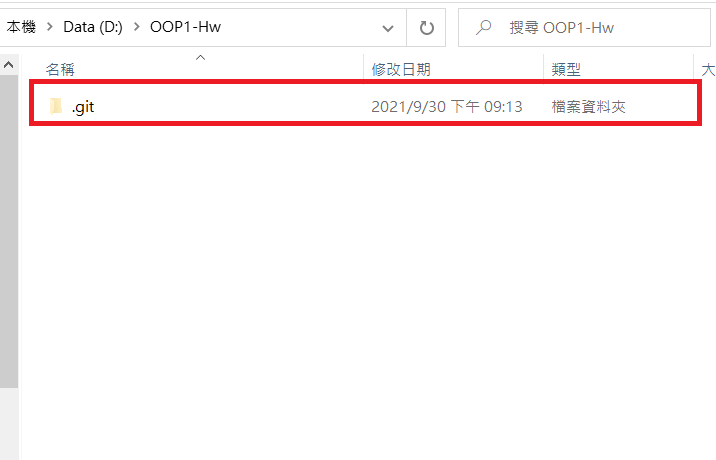 本機 > Data (D:) > OOP1-Hw
搜尋 OOP1-Hw
名稱 修改日期 類型 大
.git 2021/9/30 下午 09:13 檔案資料夾